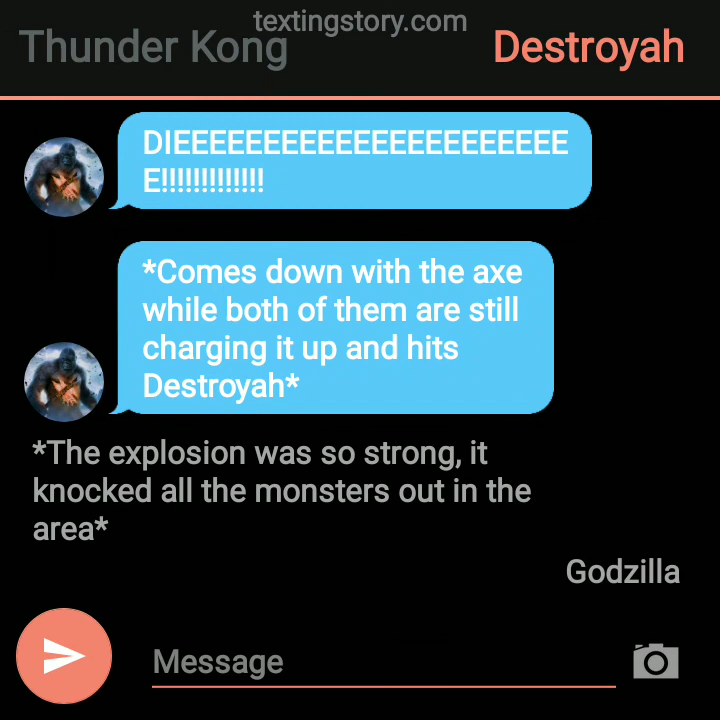 textingstory.com
Thunder Kong
Destroyah
DIEEEEEEEEEEEEEEEEEEEEEE
E!!!!!!!!!!!!!
*Comes down with the axe
while both of them are still
charging it up and hits
Destroyah*
*The explosion was so strong, it
knocked all the monsters out in the
area*
Godzilla
Message